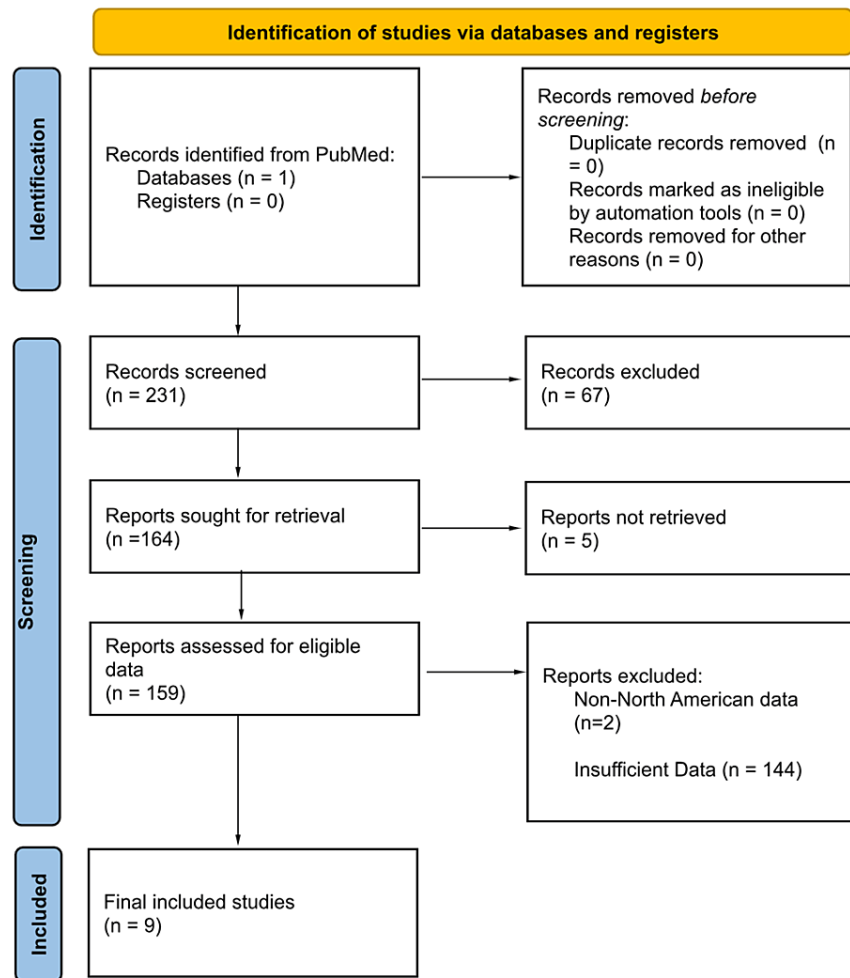 Identification of studies via databases and registers
Identification
Records identified from PubMed:
Databases (n = 1)
Registers (n = 0)
Records removed before
screening:
Duplicate records removed (n
= 0)
Records marked as ineligible
by automation tools (n = 0)
Records removed for other
reasons (n = 0)
Screening
Records screened
(n = 231)
Records excluded
(n = 67)
Reports sought for retrieval
(n =164)
Reports not retrieved
(n = 5)
Reports assessed for eligible
data
(n = 159)
Reports excluded:
Non-North American data
(n=2)
Insufficient Data (n = 144)
Included
Final included studies
(n = 9)